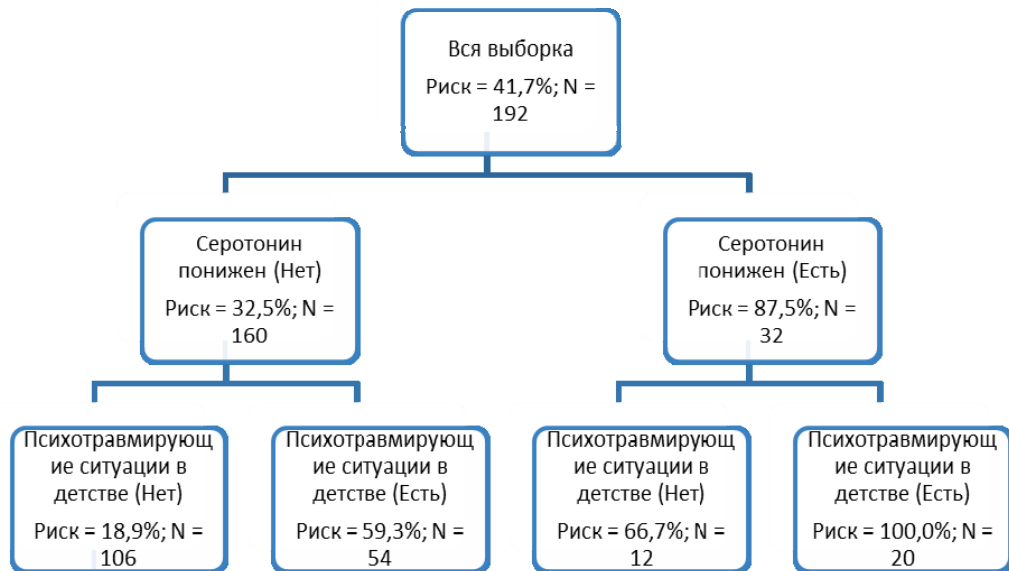 Вся выборка
Риск = 41,7%; N =
192
Серотонин
понижен (Нет)
Риск = 32,5%; N =
160
Серотонин
понижен (Есть)
Риск = 87,5%; N =
32
Психотравмирующ
ие ситуации в
детстве (Нет)
Риск = 18,9%; N =
106
Психотравмирующ
ие ситуации в
детстве (Есть)
Риск = 59,3%; N =
54
Психотравмирующ
ие ситуации в
детстве (Нет)
Риск = 66,7%; N =
12
Психотравмирующ
ие ситуации в
детстве (Есть)
Риск = 100,0%; N =
20